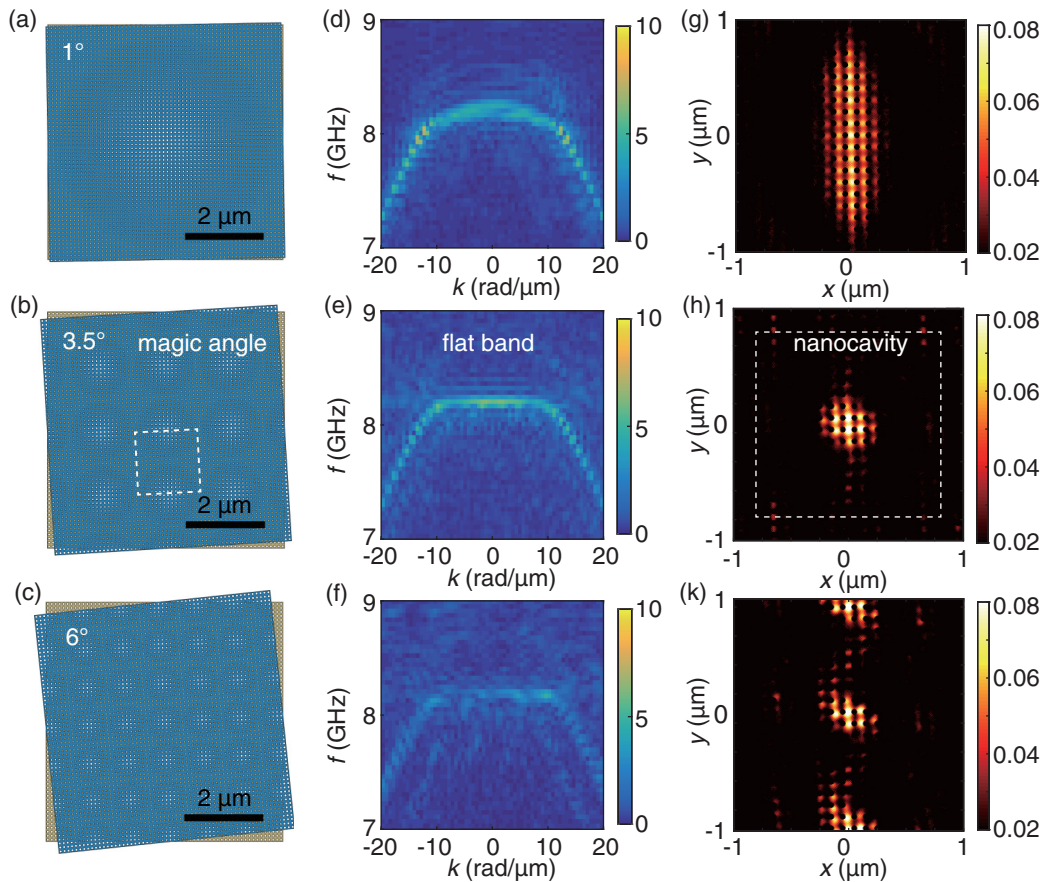 (a)
1°
2 µm
(d)
9
8
7
f (GHz)
-20 -10 0 10 20
k (rad/µm)
10
5
0
(g)
1
0
-1
y (µm)
-1 0 1
x (µm)
0.08
0.06
0.04
0.02
(b)
3.5° magic angle
2 µm
(e)
flat band
9
8
7
f (GHz)
-20 -10 0 10 20
k (rad/µm)
10
5
0
(h)
nanocavity
1
0
-1
y (µm)
-1 0 1
x (µm)
0.08
0.06
0.04
0.02
(c)
6°
2 µm
(f)
9
8
7
f (GHz)
-20 -10 0 10 20
k (rad/µm)
10
5
0
(k)
1
0
-1
y (µm)
-1 0 1
x (µm)
0.08
0.06
0.04
0.02